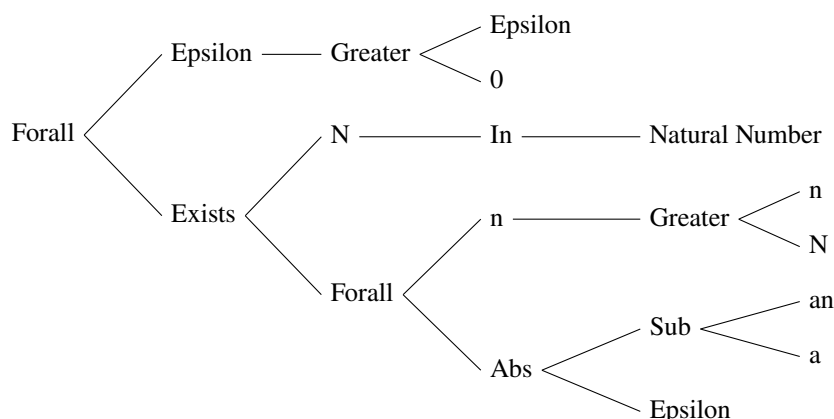 Forall
Epsilon
Greater
Epsilon
0
Exists
N
In
Natural Number
Forall
n
Greater
n
N
Abs
Sub
an
a
Epsilon